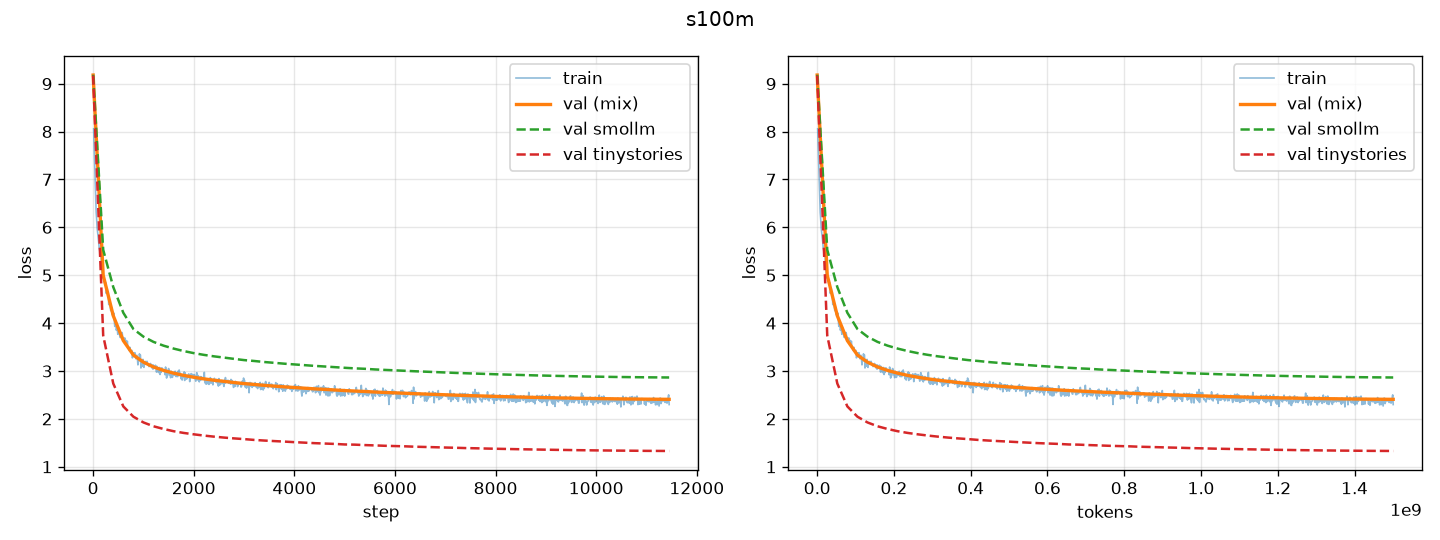 s100m
9
8
7
6
5
4
3
2
1
loss
0
2000
4000
6000
8000
10000
12000
step
train
val (mix)
val smollm
val tinystories
9
8
7
6
5
4
3
2
1
loss
0.0
0.2
0.4
0.6
0.8
1.0
1.2
1.4
1e9
tokens
train
val (mix)
val smollm
val tinystories